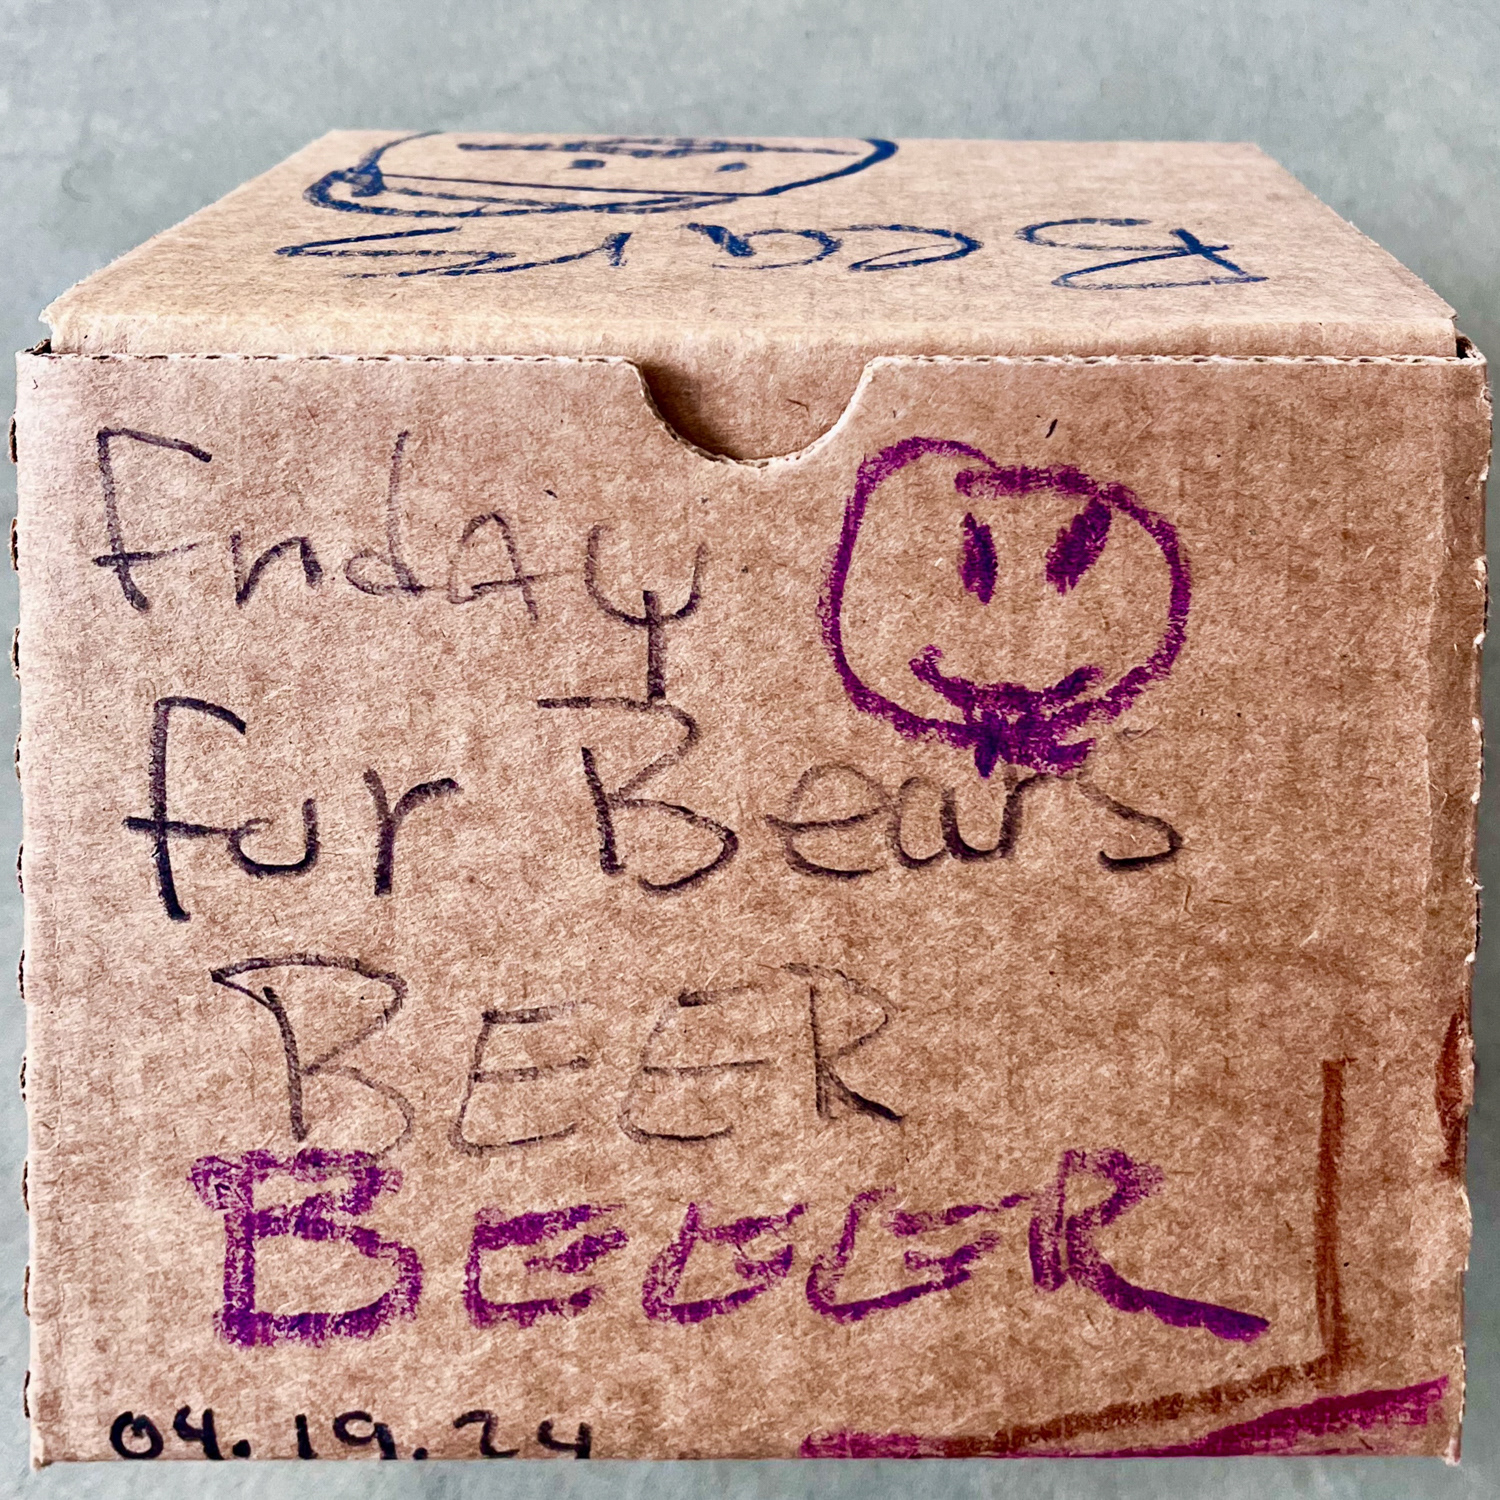 Bears
Friday
fur Bears
BEER
BEEER
04.19.24